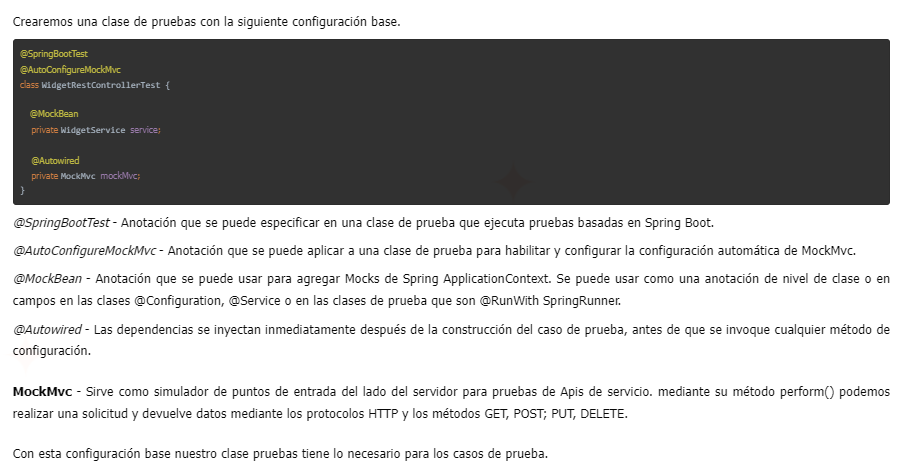 Crearemos una clase de pruebas con la siguiente configuración base.
@SpringBootTest
@AutoConfigureMockMvc
class WidgetRestControllerTest {
@MockBean
private WidgetService service;
@Autowired
private MockMvc mockMvc;
}
@SpringBootTest - Anotación que se puede especificar en una clase de prueba que ejecuta pruebas basadas en Spring Boot.
@AutoConfigureMockMvc - Anotación que se puede aplicar a una clase de prueba para habilitar y configurar la configuración automática de MockMvc.
@MockBean - Anotación que se puede usar para agregar Mocks de Spring ApplicationContext. Se puede usar como una anotación de nivel de clase o en
campos en las clases @Configuration, @Service o en las clases de prueba que son @RunWith SpringRunner.
@Autowired - Las dependencias se inyectan inmediatamente después de la construcción del caso de prueba, antes de que se invoque cualquier método de
configuración.
MockMvc - Sirve como simulador de puntos de entrada del lado del servidor para pruebas de Apis de servicio. mediante su método perform() podemos
realizar una solicitud y devuelve datos mediante los protocolos HTTP y los métodos GET, POST; PUT, DELETE.
Con esta configuración base nuestro clase pruebas tiene lo necesario para los casos de prueba.